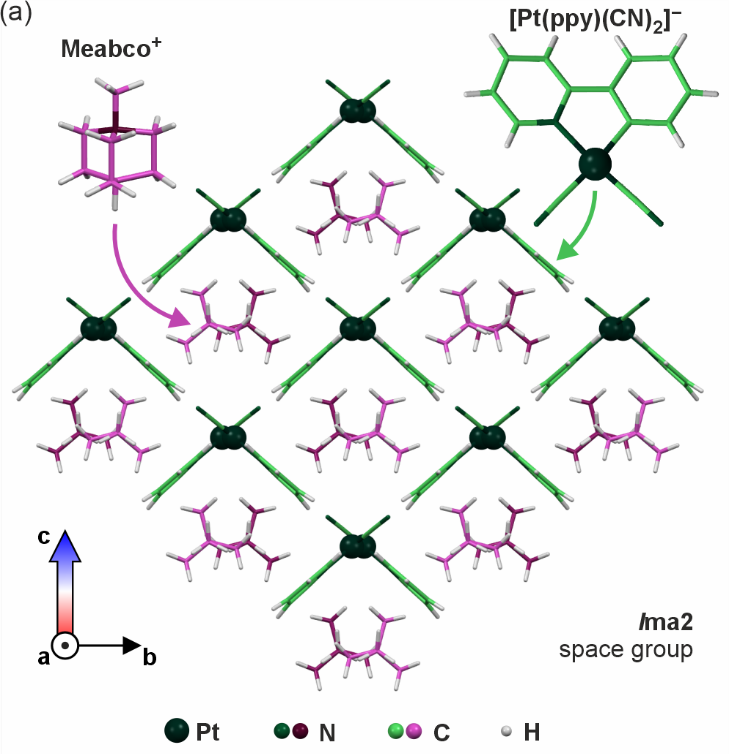 (a)
Meabco⁺
[Pt(ppy)(CN)₂]⁻
c
a
b
Ima2
space group
Pt N C H